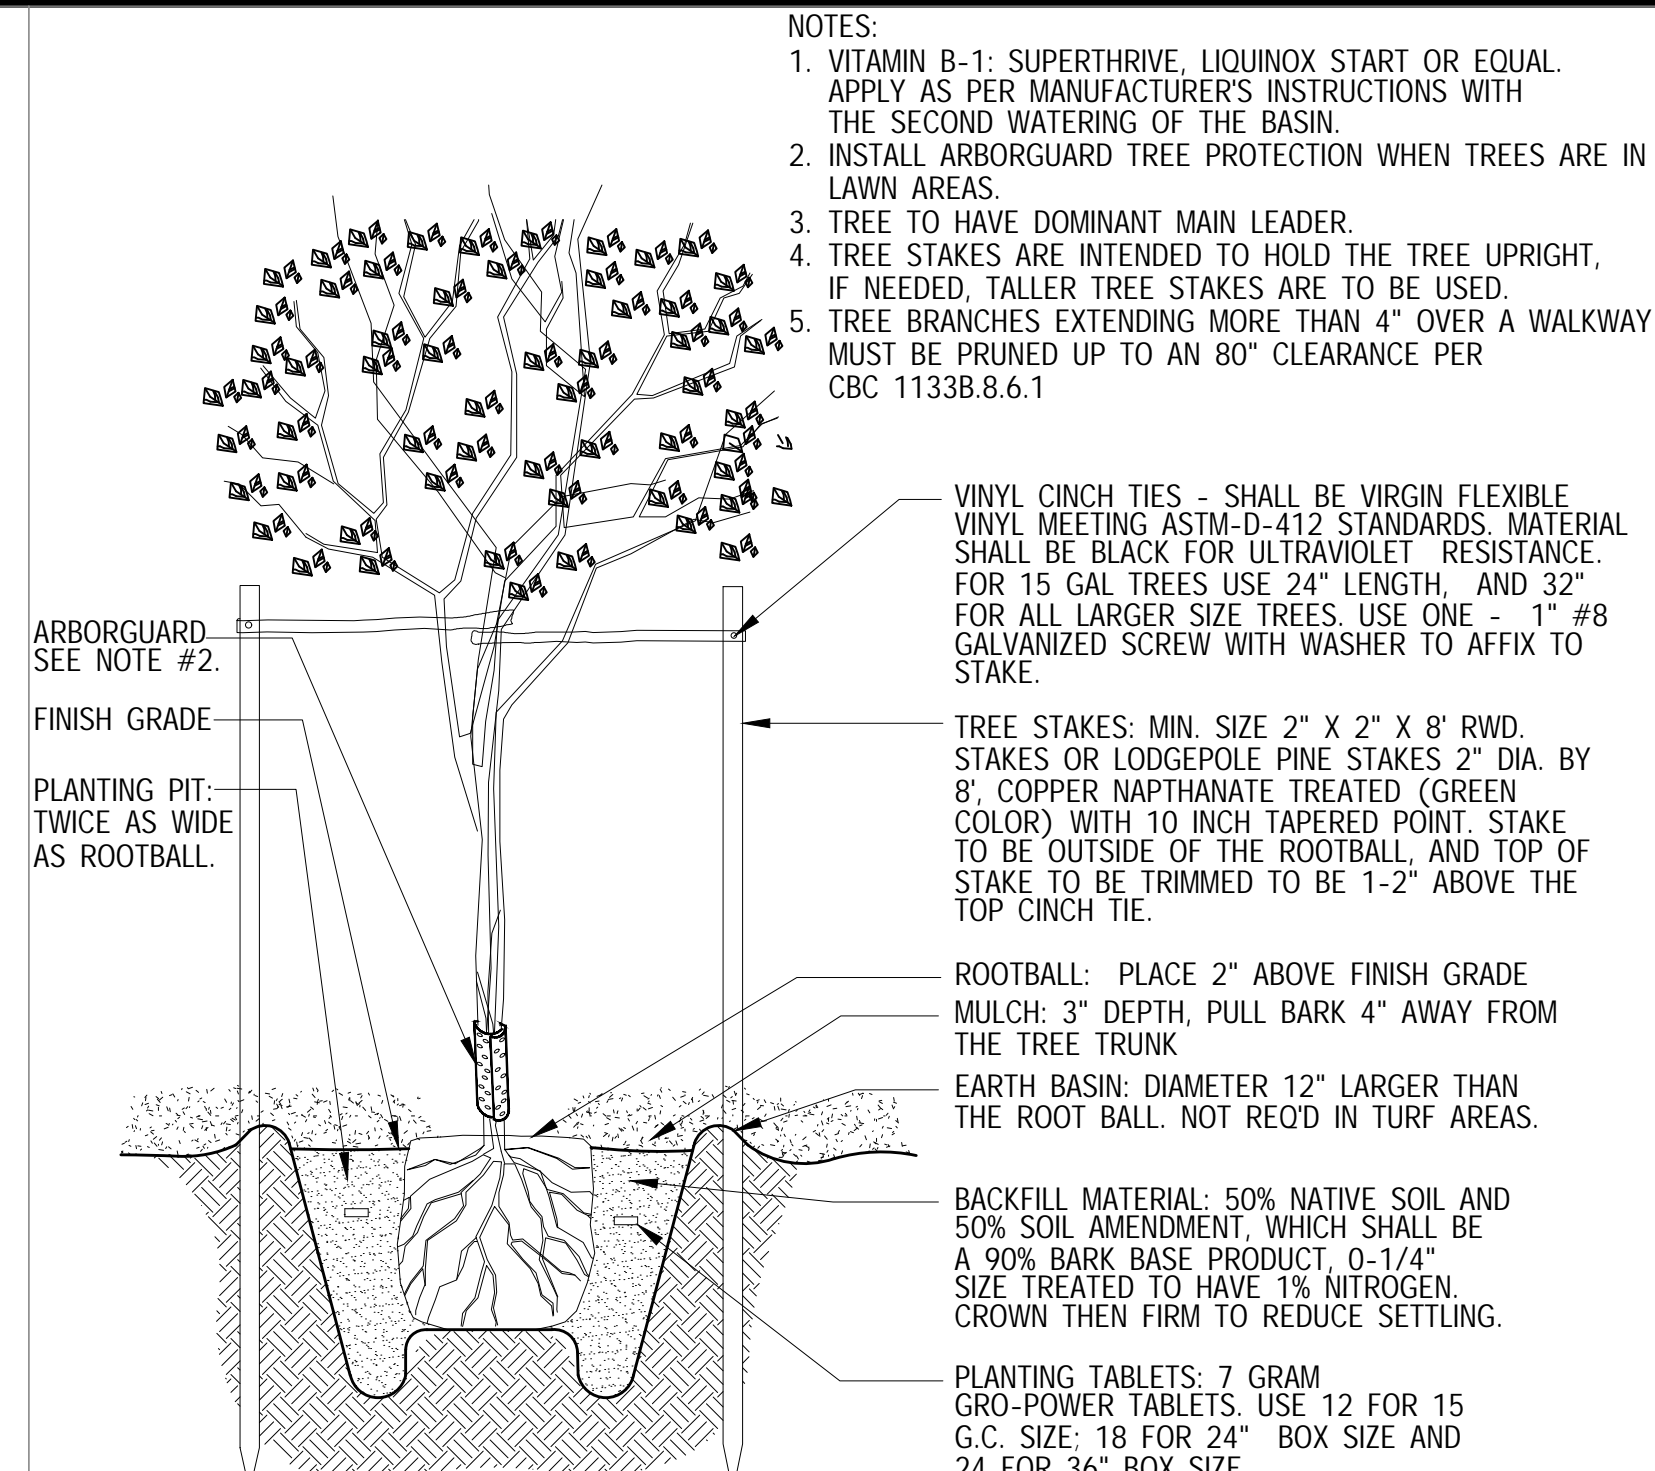 NOTES:
1. VITAMIN B-1: SUPERTHRIVE, LIQUINOX START OR EQUAL.
APPLY AS PER MANUFACTURER'S INSTRUCTIONS WITH
THE SECOND WATERING OF THE BASIN.
2. INSTALL ARBORGUARD TREE PROTECTION WHEN TREES ARE IN
LAWN AREAS.
3. TREE TO HAVE DOMINANT MAIN LEADER.
4. TREE STAKES ARE INTENDED TO HOLD THE TREE UPRIGHT,
IF NEEDED, TALLER TREE STAKES ARE TO BE USED.
5. TREE BRANCHES EXTENDING MORE THAN 4" OVER A WALKWAY
MUST BE PRUNED UP TO AN 80" CLEARANCE PER
CBC 1133B.8.6.1
ARBORGUARD
SEE NOTE #2.
FINISH GRADE
PLANTING PIT:
TWICE AS WIDE
AS ROOTBALL.
VINYL CINCH TIES - SHALL BE VIRGIN FLEXIBLE
VINYL MEETING ASTM-D-412 STANDARDS. MATERIAL
SHALL BE BLACK FOR ULTRAVIOLET RESISTANCE.
FOR 15 GAL TREES USE 24" LENGTH, AND 32"
FOR ALL LARGER SIZE TREES. USE ONE - 1" #8
GALVANIZED SCREW WITH WASHER TO AFFIX TO
STAKE.
TREE STAKES: MIN. SIZE 2" X 2" X 8' RWD.
STAKES OR LODGEPOLE PINE STAKES 2" DIA. BY
8', COPPER NAPTHANATE TREATED (GREEN
COLOR) WITH 10 INCH TAPERED POINT. STAKE
TO BE OUTSIDE OF THE ROOTBALL, AND TOP OF
STAKE TO BE TRIMMED TO BE 1-2" ABOVE THE
TOP CINCH TIE.
ROOTBALL: PLACE 2" ABOVE FINISH GRADE
MULCH: 3" DEPTH, PULL BARK 4" AWAY FROM
THE TREE TRUNK
EARTH BASIN: DIAMETER 12" LARGER THAN
THE ROOT BALL. NOT REQ'D IN TURF AREAS.
BACKFILL MATERIAL: 50% NATIVE SOIL AND
50% SOIL AMENDMENT, WHICH SHALL BE
A 90% BARK BASE PRODUCT, 0-1/4"
SIZE TREATED TO HAVE 1% NITROGEN.
CROWN THEN FIRM TO REDUCE SETTLING.
PLANTING TABLETS: 7 GRAM
GRO-POWER TABLETS. USE 12 FOR 15
G.C. SIZE; 18 FOR 24" BOX SIZE AND
24 FOR 36" BOX SIZE